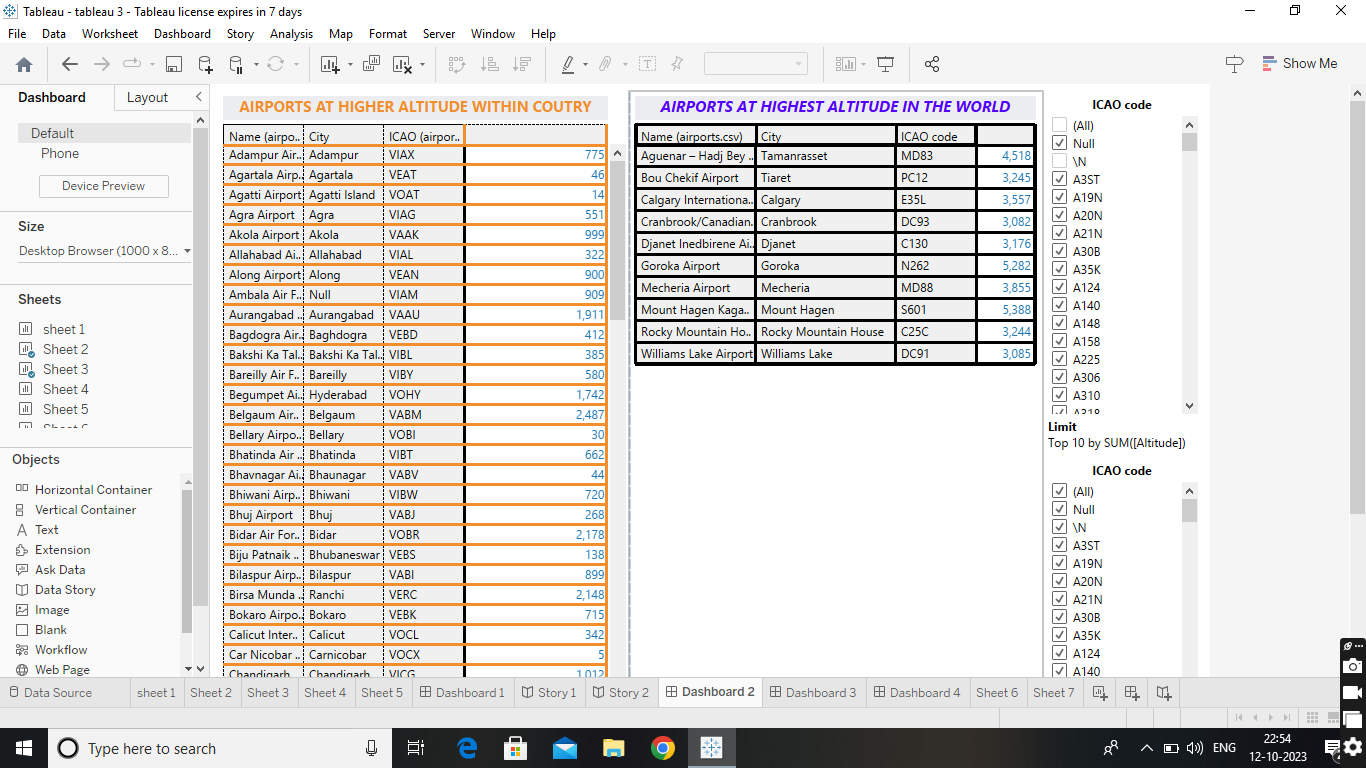 Tableau - tableau 3 - Tableau license expires in 7 days
File Data Worksheet Dashboard Story Analysis Map Format Server Window Help
Show Me
Dashboard Layout
Default
Phone
Device Preview
Size
Desktop Browser (1000 x 8...
Sheets
sheet 1
Sheet 2
Sheet 3
Sheet 4
Sheet 5
Objects
Horizontal Container
Vertical Container
Text
Extension
Ask Data
Data Story
Image
Blank
Workflow
Web Page
AIRPORTS AT HIGHER ALTITUDE WITHIN COUTRY
Name (airpo.. City ICAO (airpor..
Adampur Air.. Adampur VIAX 775
Agartala Airp.. Agartala VEAT 46
Agatti Airport Agatti Island VOAT 14
Agra Airport Agra VIAG 551
Akola Airport Akola VAAK 999
Allahabad Ai.. Allahabad VIAL 322
Along Airport Along VEAN 900
Ambala Air F.. Null VIAM 909
Aurangabad .. Aurangabad VAAU 1,911
Bagdogra Air.. Baghdogra VEBD 412
Bakshi Ka Tal.. Bakshi Ka Tal.. VIBL 385
Bareilly Air F.. Bareilly VIBY 580
Begumpet Ai.. Hyderabad VOHY 1,742
Belgaum Air.. Belgaum VABM 2,487
Bellary Airpo.. Bellary VOBI 30
Bhatinda Air .. Bhatinda VIBT 662
Bhavnagar Ai.. Bhaunagar VABV 44
Bhiwani Airp.. Bhiwani VIBW 720
Bhuj Airport Bhuj VABJ 268
Bidar Air For.. Bidar VOBR 2,178
Biju Patnaik .. Bhubaneswar VEBS 138
Bilaspur Airp.. Bilaspur VABI 899
Birsa Munda .. Ranchi VERC 2,148
Bokaro Airpo.. Bokaro VEBK 715
Calicut Inter.. Calicut VOCL 342
Car Nicobar .. Carnicobar VOCX 5
Chandigarh Chandigarh VICG 1,012
AIRPORTS AT HIGHEST ALTITUDE IN THE WORLD
Name (airports.csv) City ICAO code
Aguenar – Hadj Bey .. Tamanrasset MD83 4,518
Bou Chekif Airport Tiaret PC12 3,245
Calgary Internationa.. Calgary E35L 3,557
Cranbrook/Canadian.. Cranbrook DC93 3,082
Djanet Inedbirene Ai.. Djanet C130 3,176
Goroka Airport Goroka N262 5,282
Mecheria Airport Mecheria MD88 3,855
Mount Hagen Kaga.. Mount Hagen S601 5,388
Rocky Mountain Ho.. Rocky Mountain House C25C 3,244
Williams Lake Airport Williams Lake DC91 3,085
ICAO code
(All)
Null
\N
A3ST
A19N
A20N
A21N
A30B
A35K
A124
A140
A148
A158
A225
A306
A310
A318
Limit
Top 10 by SUM([Altitude])
ICAO code
(All)
Null
\N
A3ST
A19N
A20N
A21N
A30B
A35K
A124
A140
Data Source sheet 1 Sheet 2 Sheet 3 Sheet 4 Sheet 5 Dashboard 1 Story 1 Story 2 Dashboard 2 Dashboard 3 Dashboard 4 Sheet 6 Sheet 7
Type here to search
ENG
22:54
12-10-2023